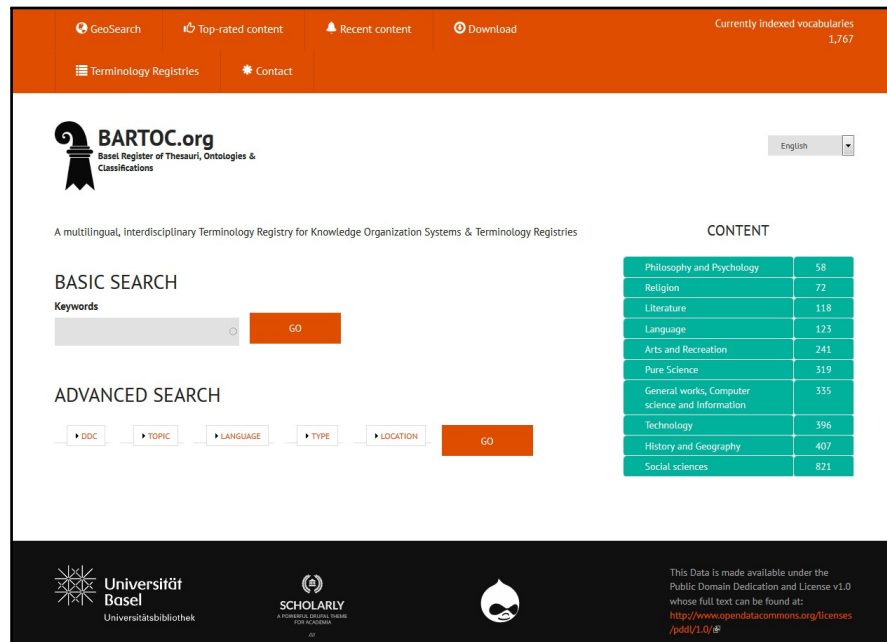 GeoSearch
Top-rated content
Recent content
Download
Currently indexed vocabularies
1,767
Terminology Registries
Contact
BARTOC.org
Basel Register of Thesauri, Ontologies &
Classifications
English
A multilingual, interdisciplinary Terminology Registry for Knowledge Organization Systems & Terminology Registries
BASIC SEARCH
Keywords
GO
ADVANCED SEARCH
DDC
TOPIC
LANGUAGE
TYPE
LOCATION
GO
CONTENT
Philosophy and Psychology 58
Religion 72
Literature 118
Language 123
Arts and Recreation 241
Pure Science 319
General works, Computer 335
science and Information
Technology 396
History and Geography 407
Social sciences 821
Universität
Basel
Universitätsbibliothek
SCHOLARLY
A POWERFUL DRUPAL THEME
FOR ACADEMIA
This Data is made available under the
Public Domain Dedication and License v1.0
whose full text can be found at:
http://www.opendatacommons.org/licenses
/pddl/1.0/